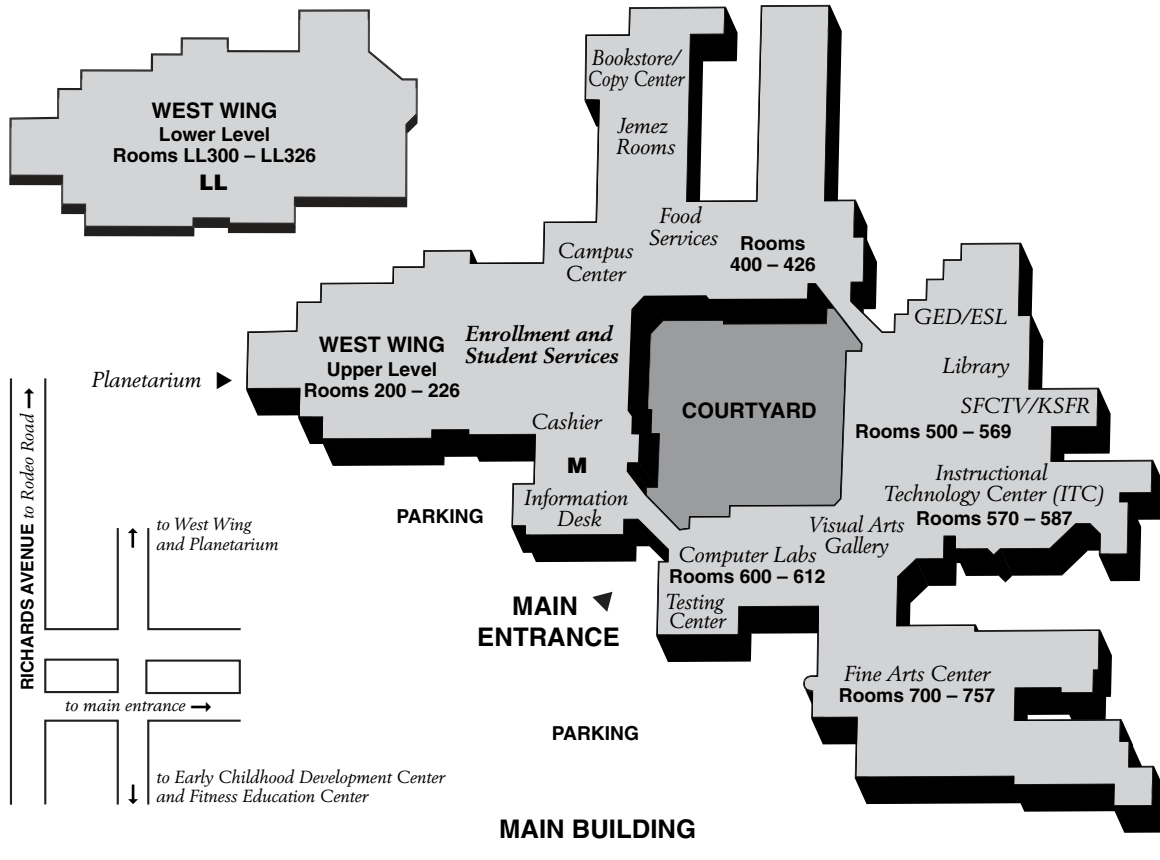 WEST WING
Lower Level
Rooms LL300 – LL326
LL
Bookstore/
Copy Center
Jemez
Rooms
Food
Services
Rooms
400 – 426
Campus
Center
GED/ESL
Library
SFCTV/KSFR
Rooms 500 – 569
Enrollment and
Student Services
WEST WING
Upper Level
Rooms 200 – 226
Planetarium
COURTYARD
Cashier
M
Information
Desk
Instructional
Technology Center (ITC)
Rooms 570 – 587
Visual Arts
Gallery
PARKING
Computer Labs
Rooms 600 – 612
Testing
Center
MAIN
ENTRANCE
Fine Arts Center
Rooms 700 – 757
PARKING
RICHARDS AVENUE to Rodeo Road →
↑ to West Wing
and Planetarium
to main entrance →
↓ to Early Childhood Development Center
and Fitness Education Center
MAIN BUILDING